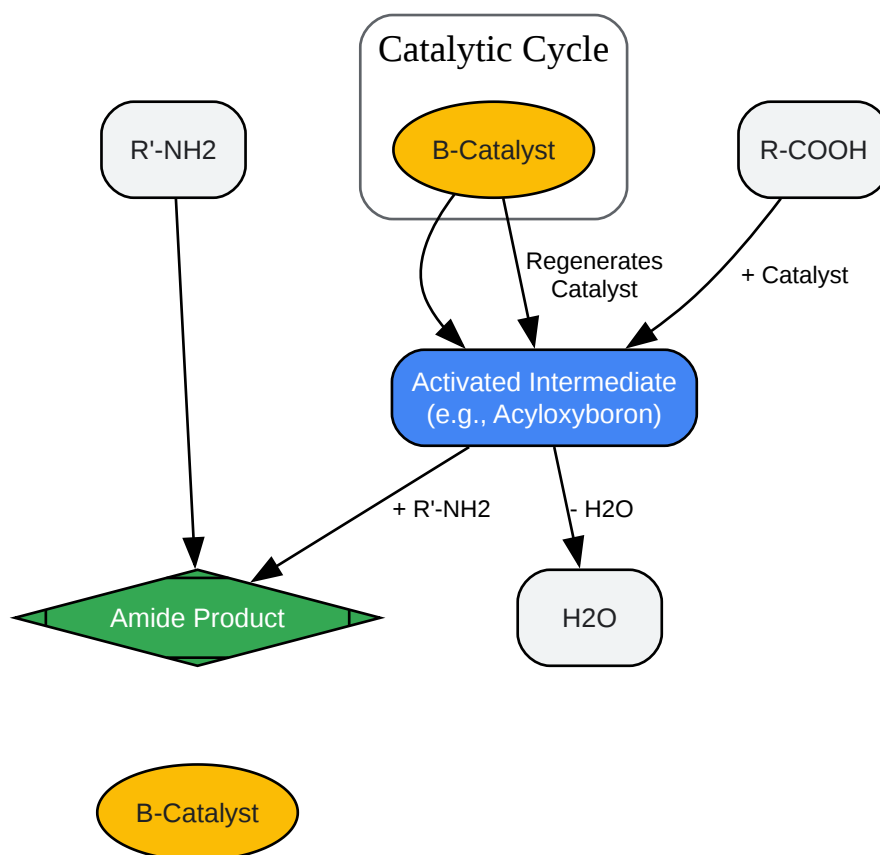 Catalytic Cycle
R'-NH2
B-Catalyst
R-COOH
Regenerates
Catalyst
+ Catalyst
Activated Intermediate
(e.g., Acyloxyboron)
+ R'-NH2
- H2O
Amide Product
H2O
B-Catalyst